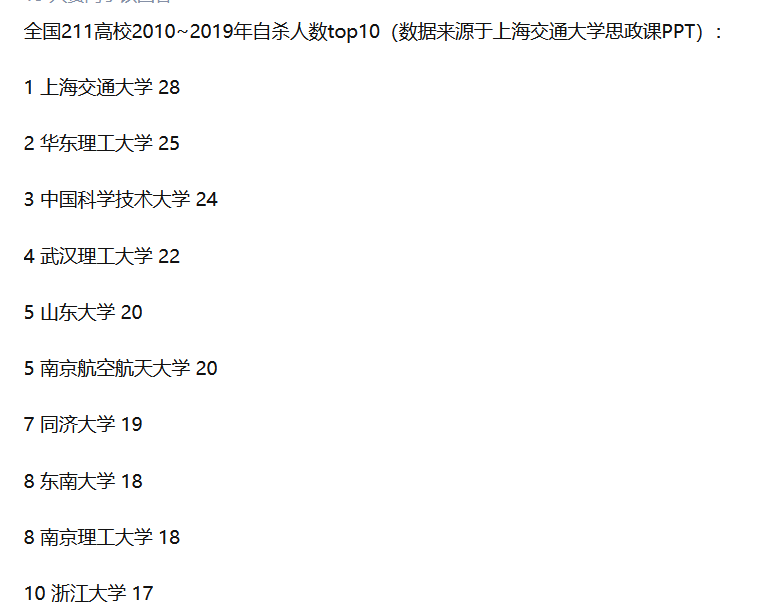 全国211高校2010~2019年自杀人数top10（数据来源于上海交通大学思政课PPT）：
1 上海交通大学 28
2 华东理工大学 25
3 中国科学技术大学 24
4 武汉理工大学 22
5 山东大学 20
5 南京航空航天大学 20
7 同济大学 19
8 东南大学 18
8 南京理工大学 18
10 浙江大学 17